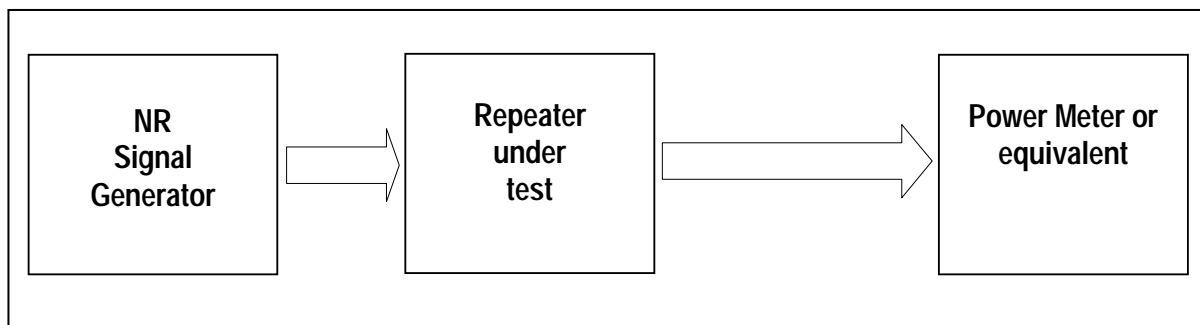 NR
Signal
Generator
Repeater
under
test
Power Meter or
equivalent